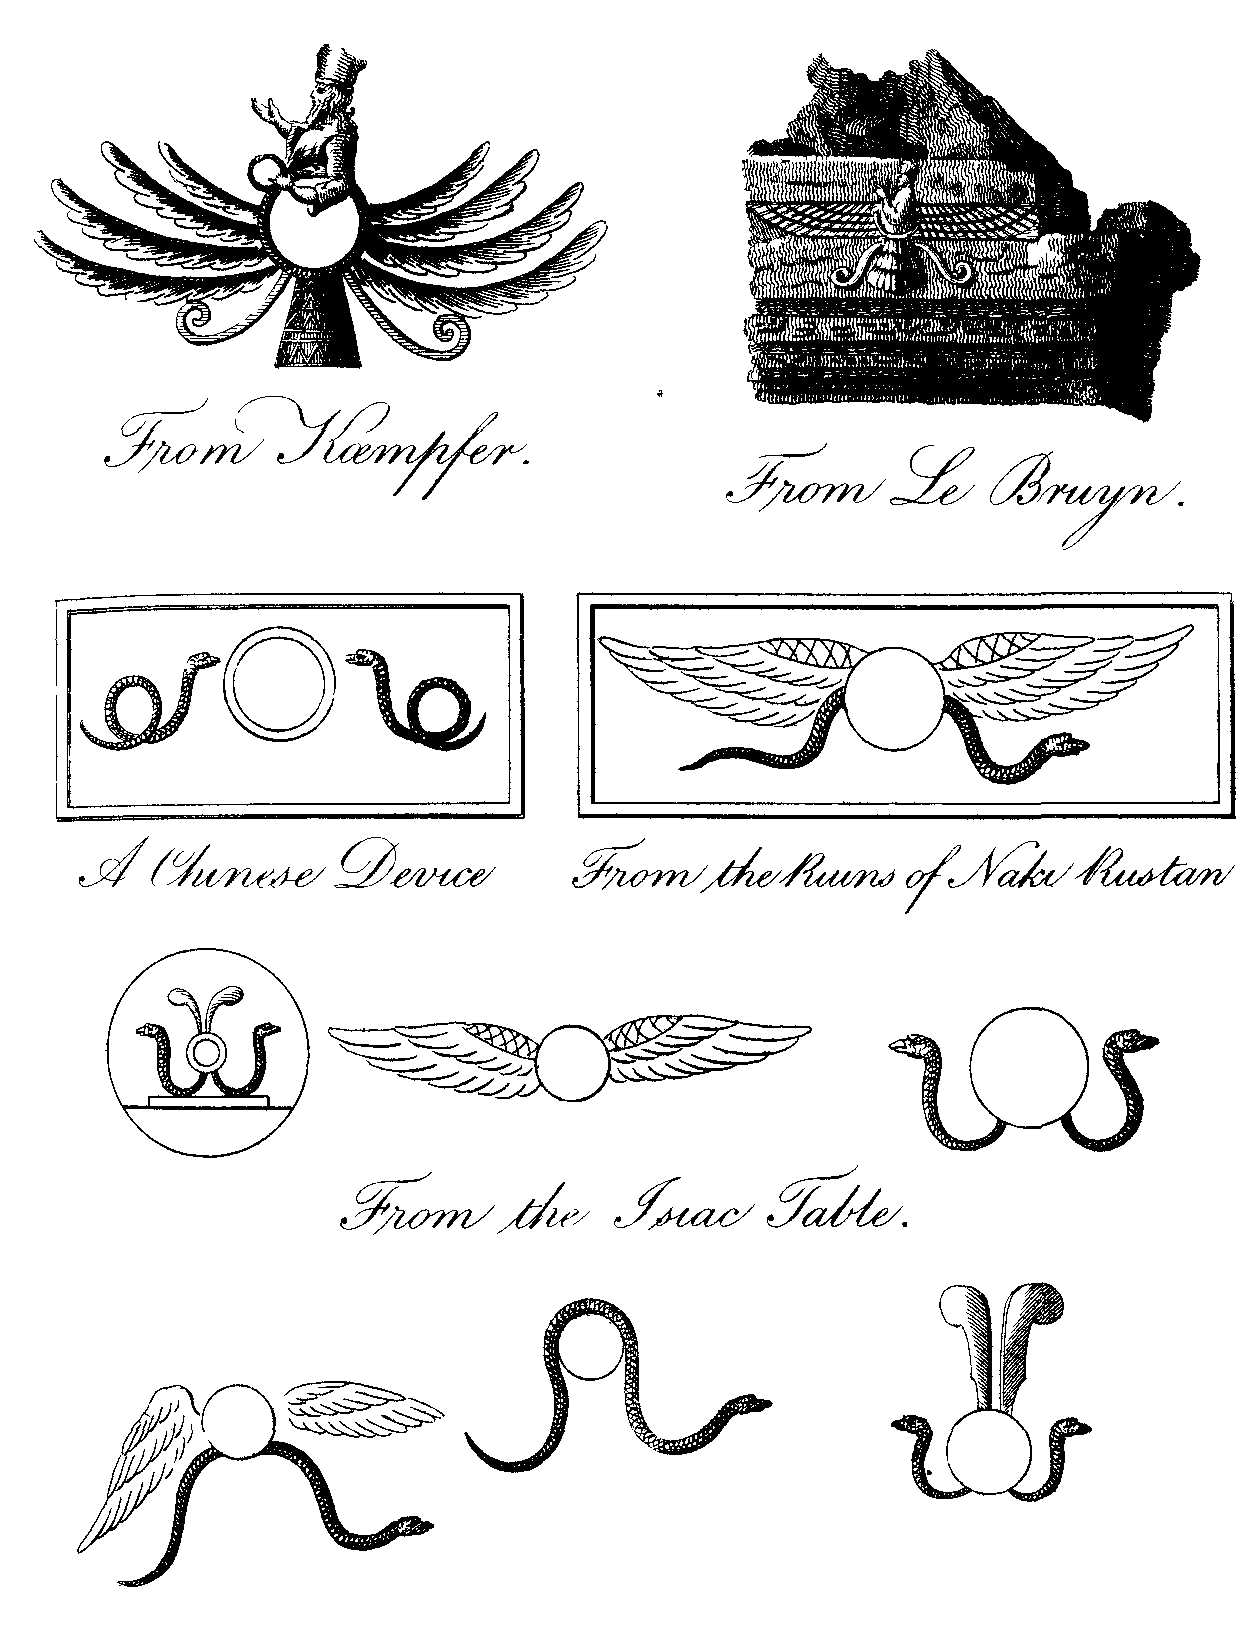 From Kæmpfer.
From Le Bruyn.
A Chinese Device
From the Ruins of Naki Rustan
From the Isiac Table.